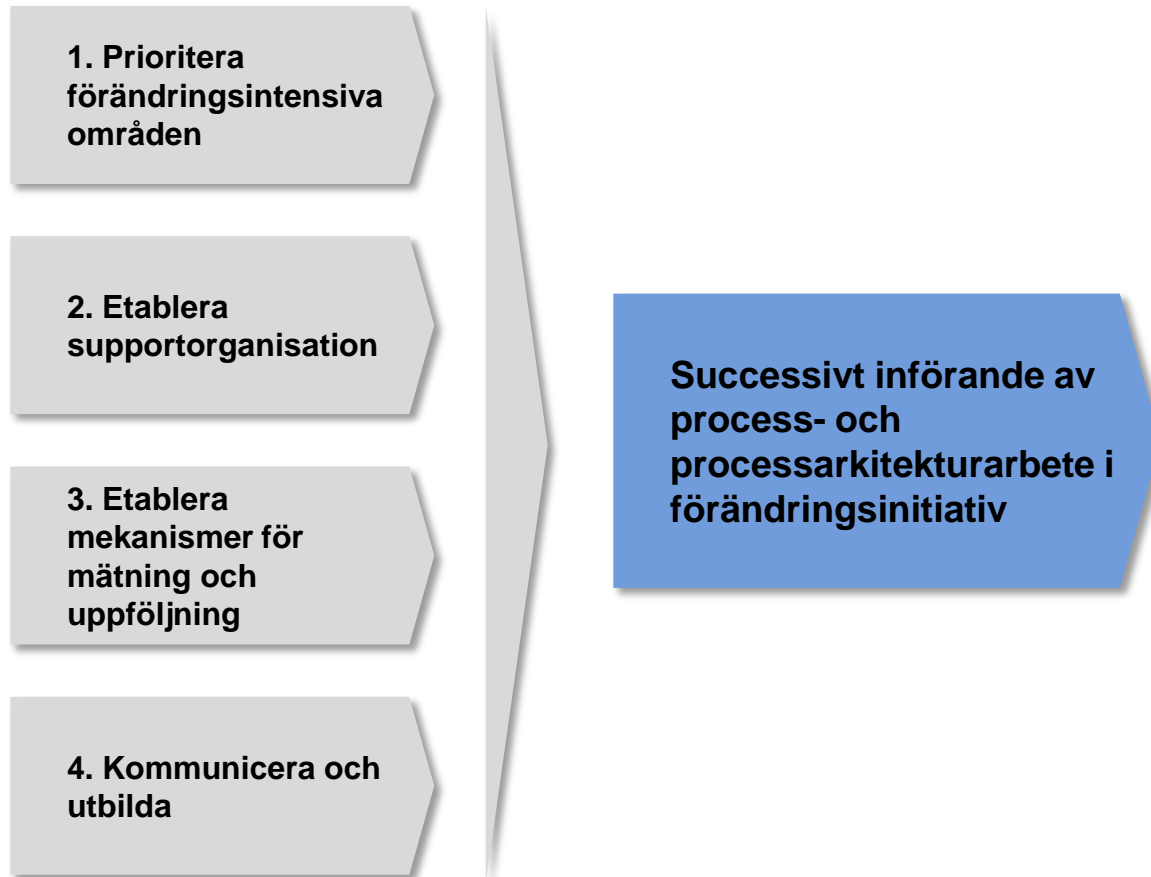 1. Prioritera
förändringsintensiva
områden
2. Etablera
supportorganisation
3. Etablera
mekanismer för
mätning och
uppföljning
4. Kommunicera och
utbilda
Successivt införande av
process- och
processarkitekturarbete i
förändringsinitiativ